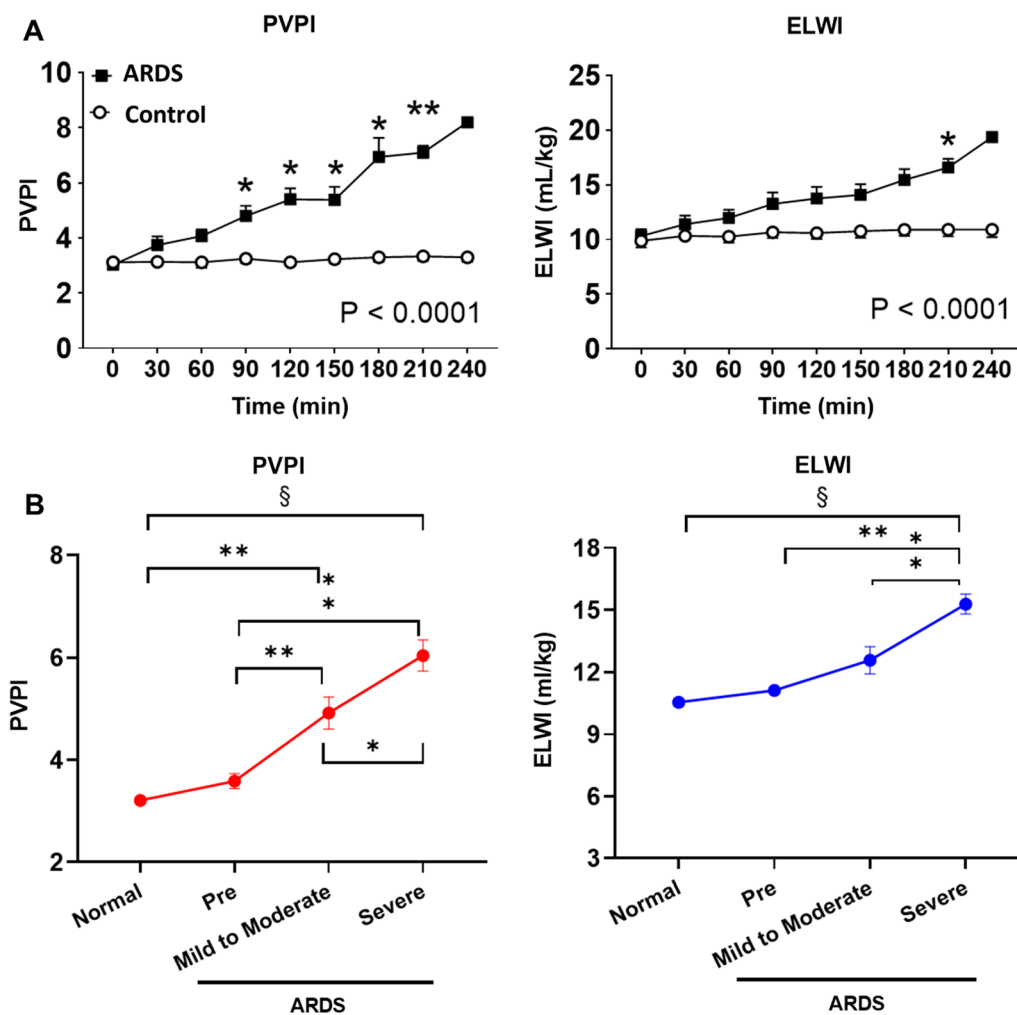 A
PVPI
ELWI
PVPI
10
8
6
4
2
0
ARDS
Control
*
*
*
*
**
P < 0.0001
0 30 60 90 120 150 180 210 240
Time (min)
ELWI (mL/kg)
25
20
15
10
5
0
*
P < 0.0001
0 30 60 90 120 150 180 210 240
Time (min)
B
PVPI
ELWI
PVPI
8
6
4
2
§
**
*
*
**
*
Normal
Pre
Mild to Moderate
Severe
ARDS
ELWI (ml/kg)
18
15
12
9
6
3
§
** *
*
Normal
Pre
Mild to Moderate
Severe
ARDS